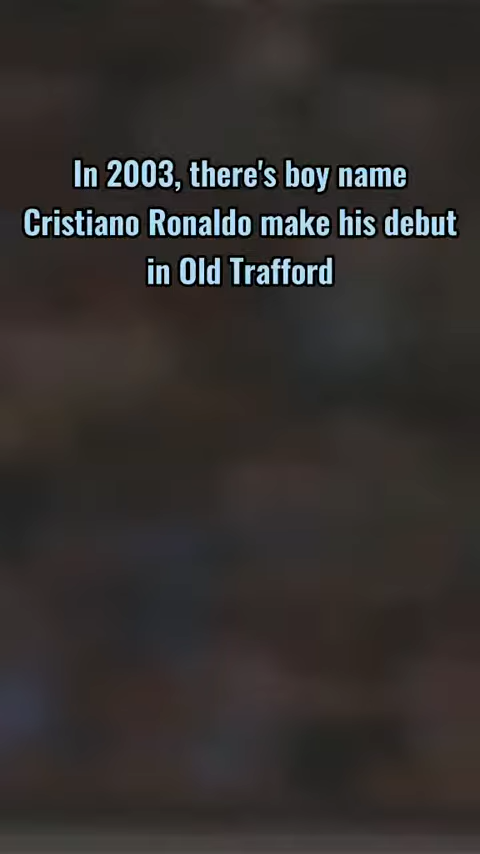 In 2003, there's boy name
Cristiano Ronaldo make his debut
in Old Trafford